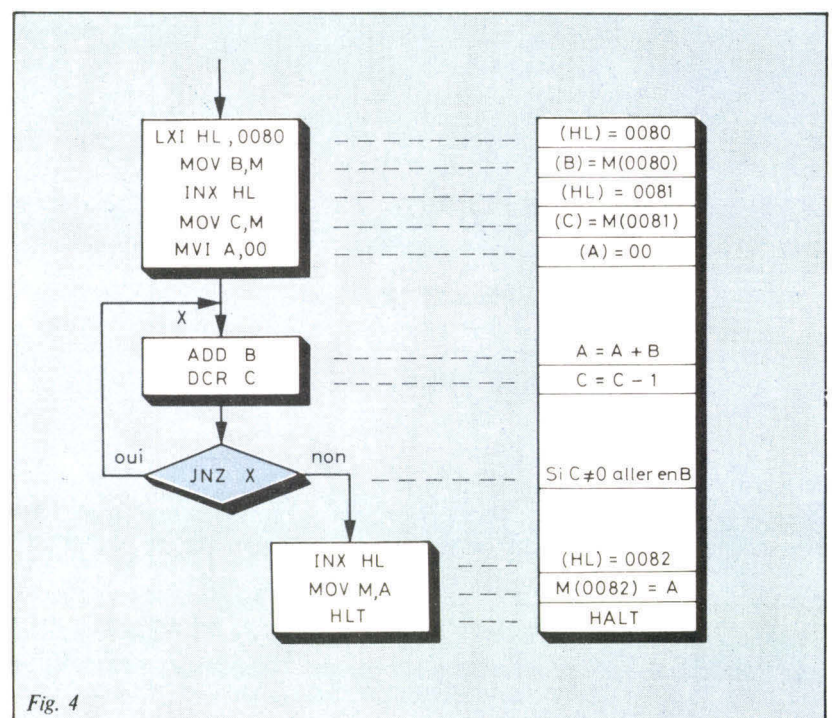 LXI HL,0080
MOV B,M
INX HL
MOV C,M
MVI A,00
X
ADD B
DCR C
oui
JNZ X
non
INX HL
MOV M,A
HLT
(HL) = 0080
(B) = M(0080)
(HL) = 0081
(C) = M(0081)
(A) = 00
A = A + B
C = C - 1
Si C≠0 aller en B
(HL) = 0082
M(0082) = A
HALT
Fig. 4